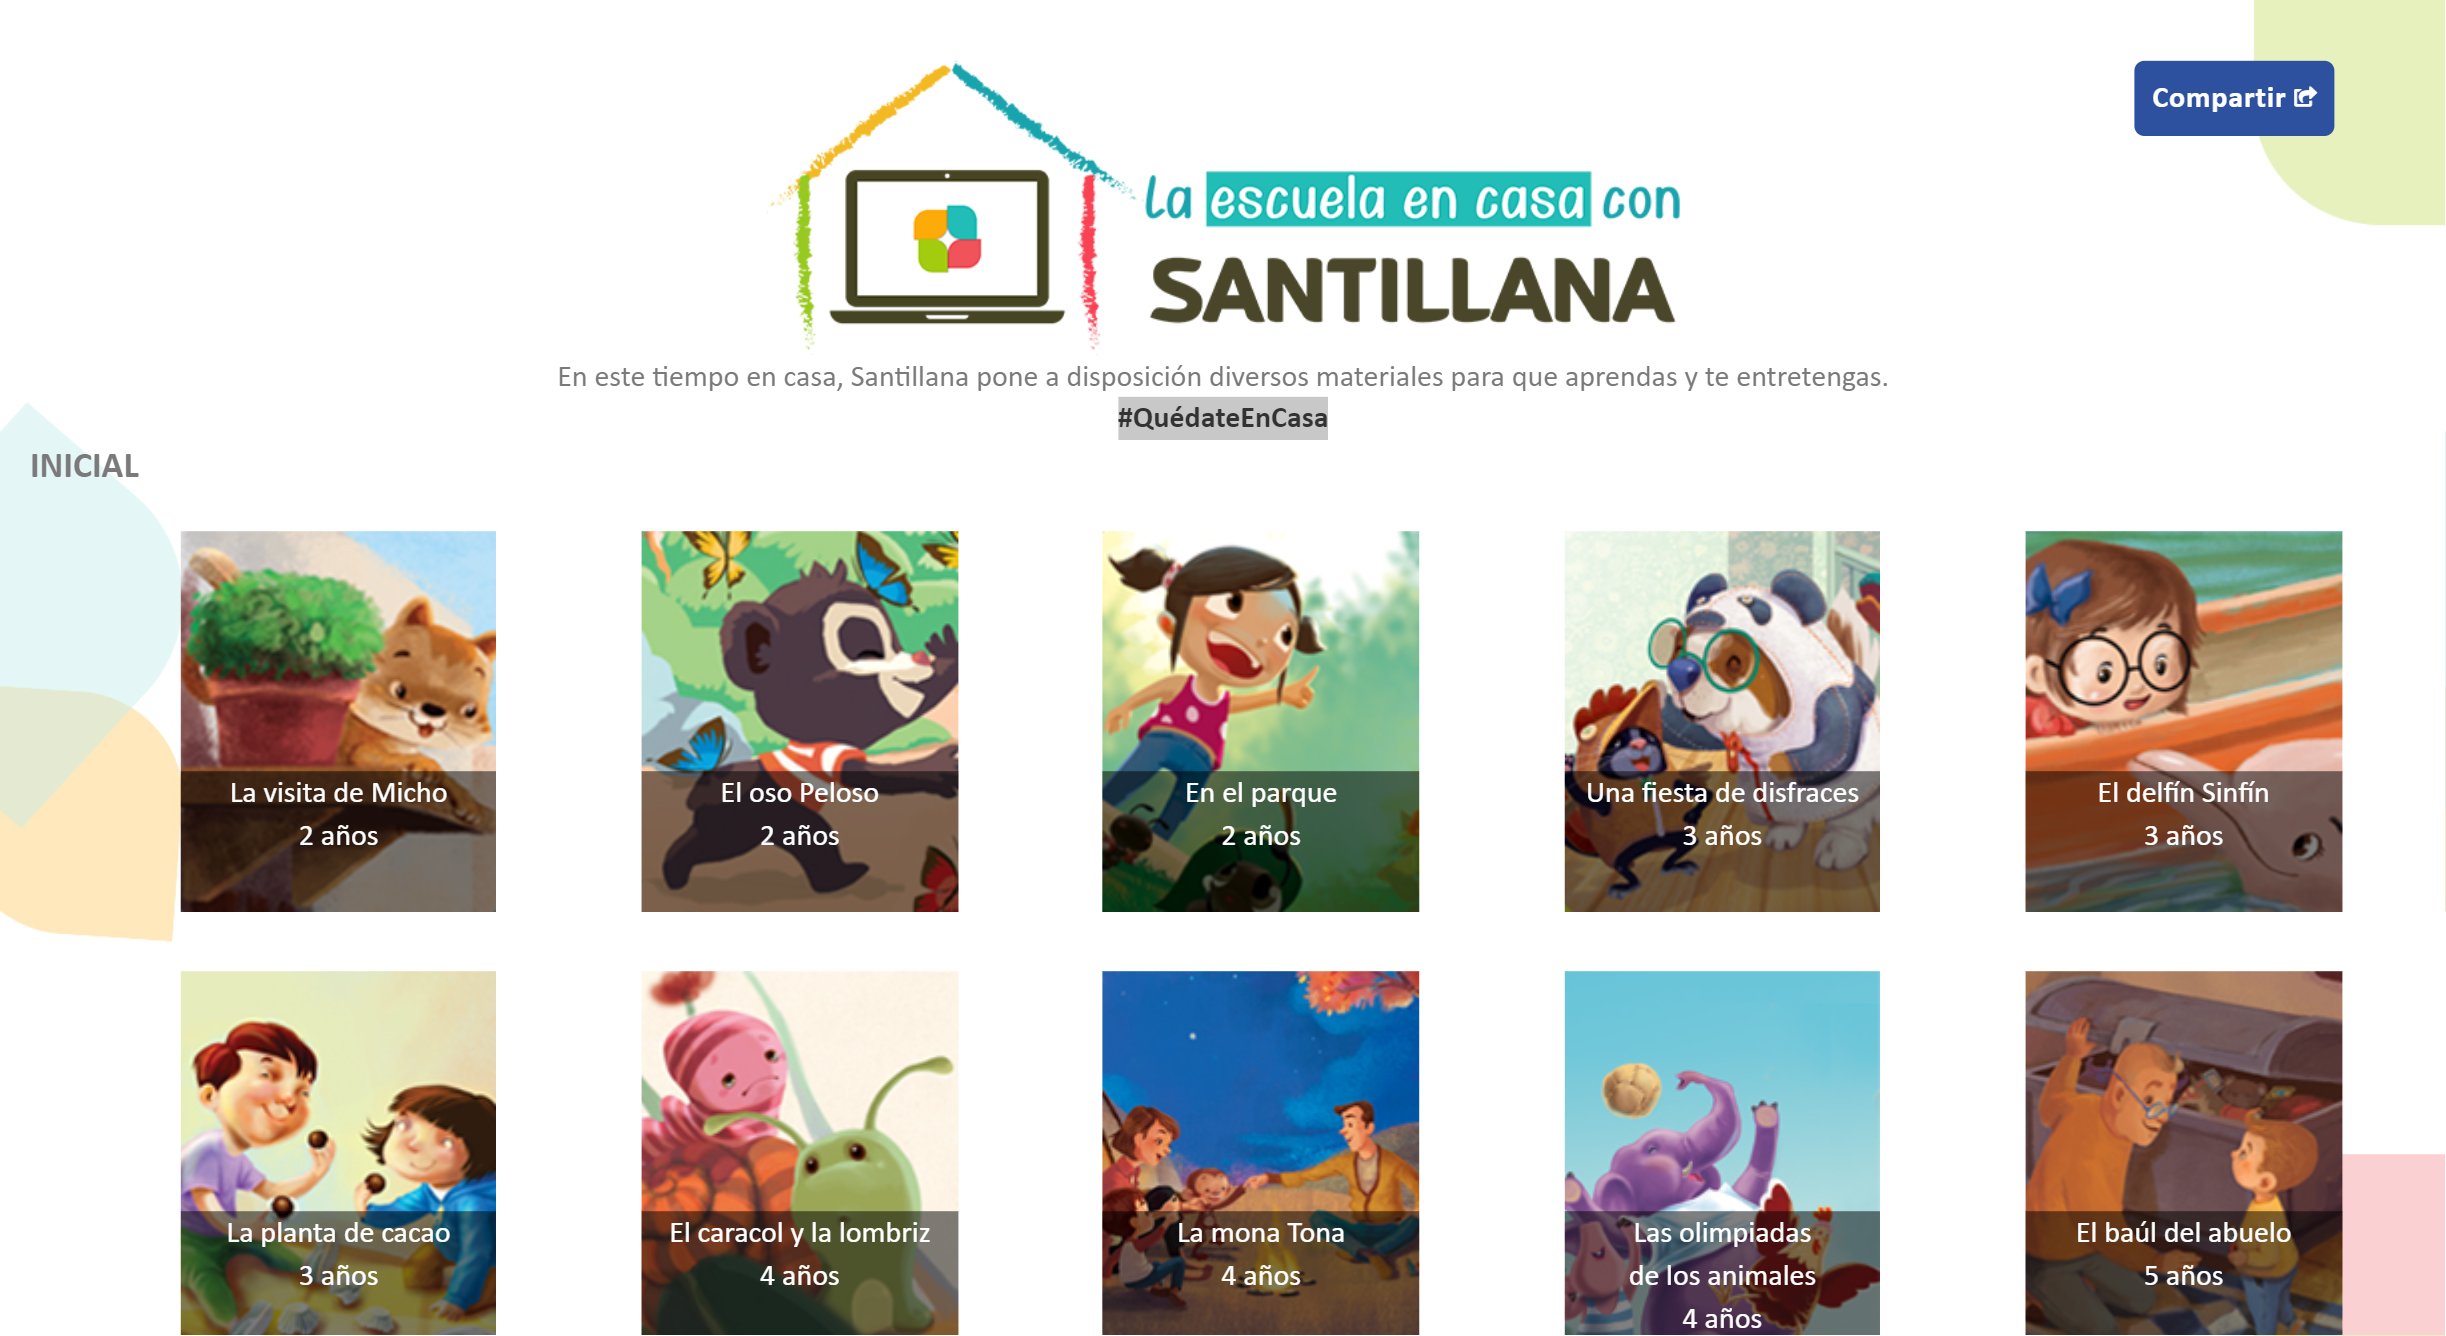 Compartir
La escuela en casa con
SANTILLANA
En este tiempo en casa, Santillana pone a disposición diversos materiales para que aprendas y te entretengas.
#QuédateEnCasa
INICIAL
La visita de Micho
2 años
El oso Peloso
2 años
En el parque
2 años
Una fiesta de disfraces
3 años
El delfín Sinfín
3 años
La planta de cacao
3 años
El caracol y la lombriz
4 años
La mona Tona
4 años
Las olimpiadas
de los animales
4 años
El baúl del abuelo
5 años